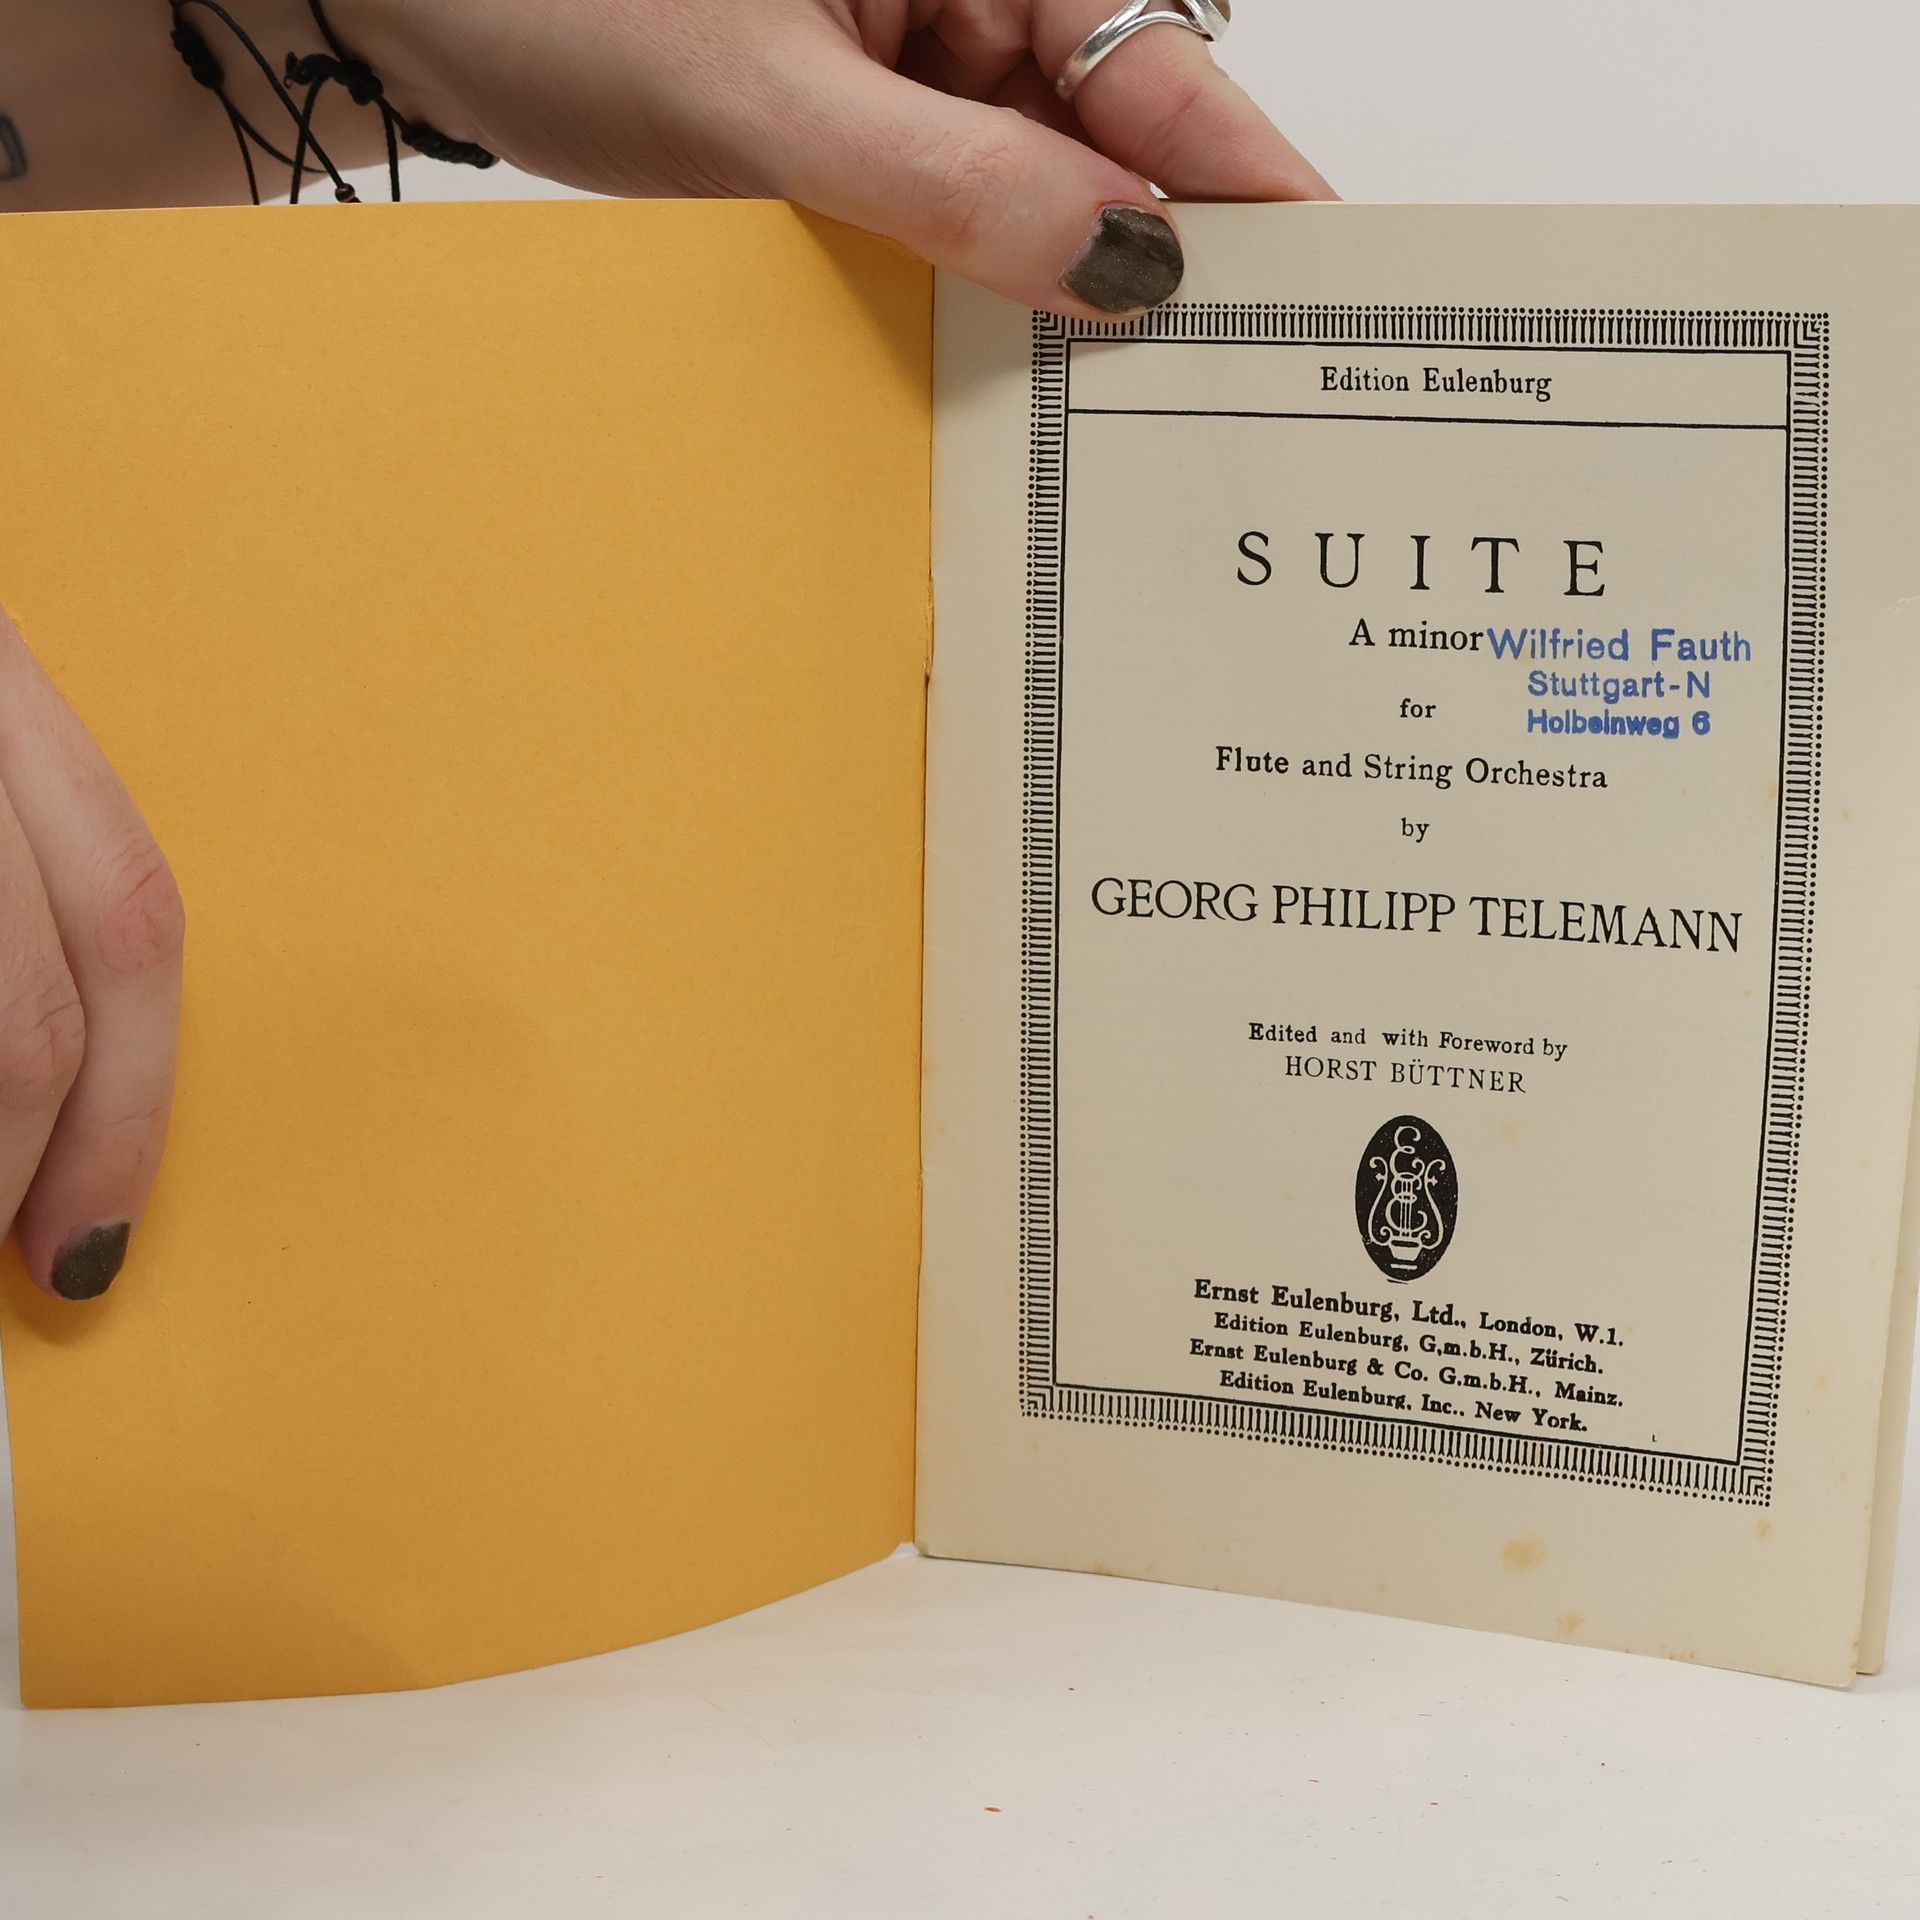 Edition Eulenburg
SUITE
A minor
Wilfried Fauth
Stuttgart-N
Holbeinweg 6
for
Flute and String Orchestra
by
GEORG PHILIPP TELEMANN
Edited and with Foreword by
HORST BÜTTNER
Ernst Eulenburg, Ltd., London, W.1.
Edition Eulenburg, G.m.b.H., Zürich.
Ernst Eulenburg & Co. G.m.b.H., Mainz.
Edition Eulenburg, Inc., New York.
L